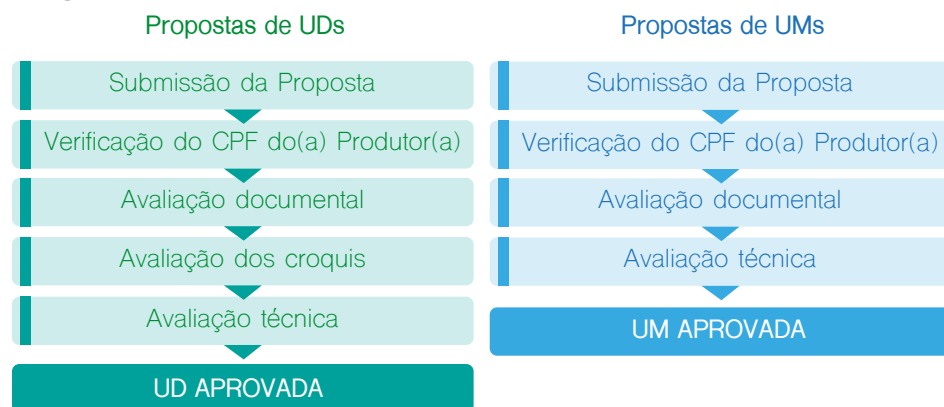 Propostas de UDs
Submissão da Proposta
Verificação do CPF do(a) Produtor(a)
Avaliação documental
Avaliação dos croquis
Avaliação técnica
UD APROVADA
Propostas de UMs
Submissão da Proposta
Verificação do CPF do(a) Produtor(a)
Avaliação documental
Avaliação técnica
UM APROVADA